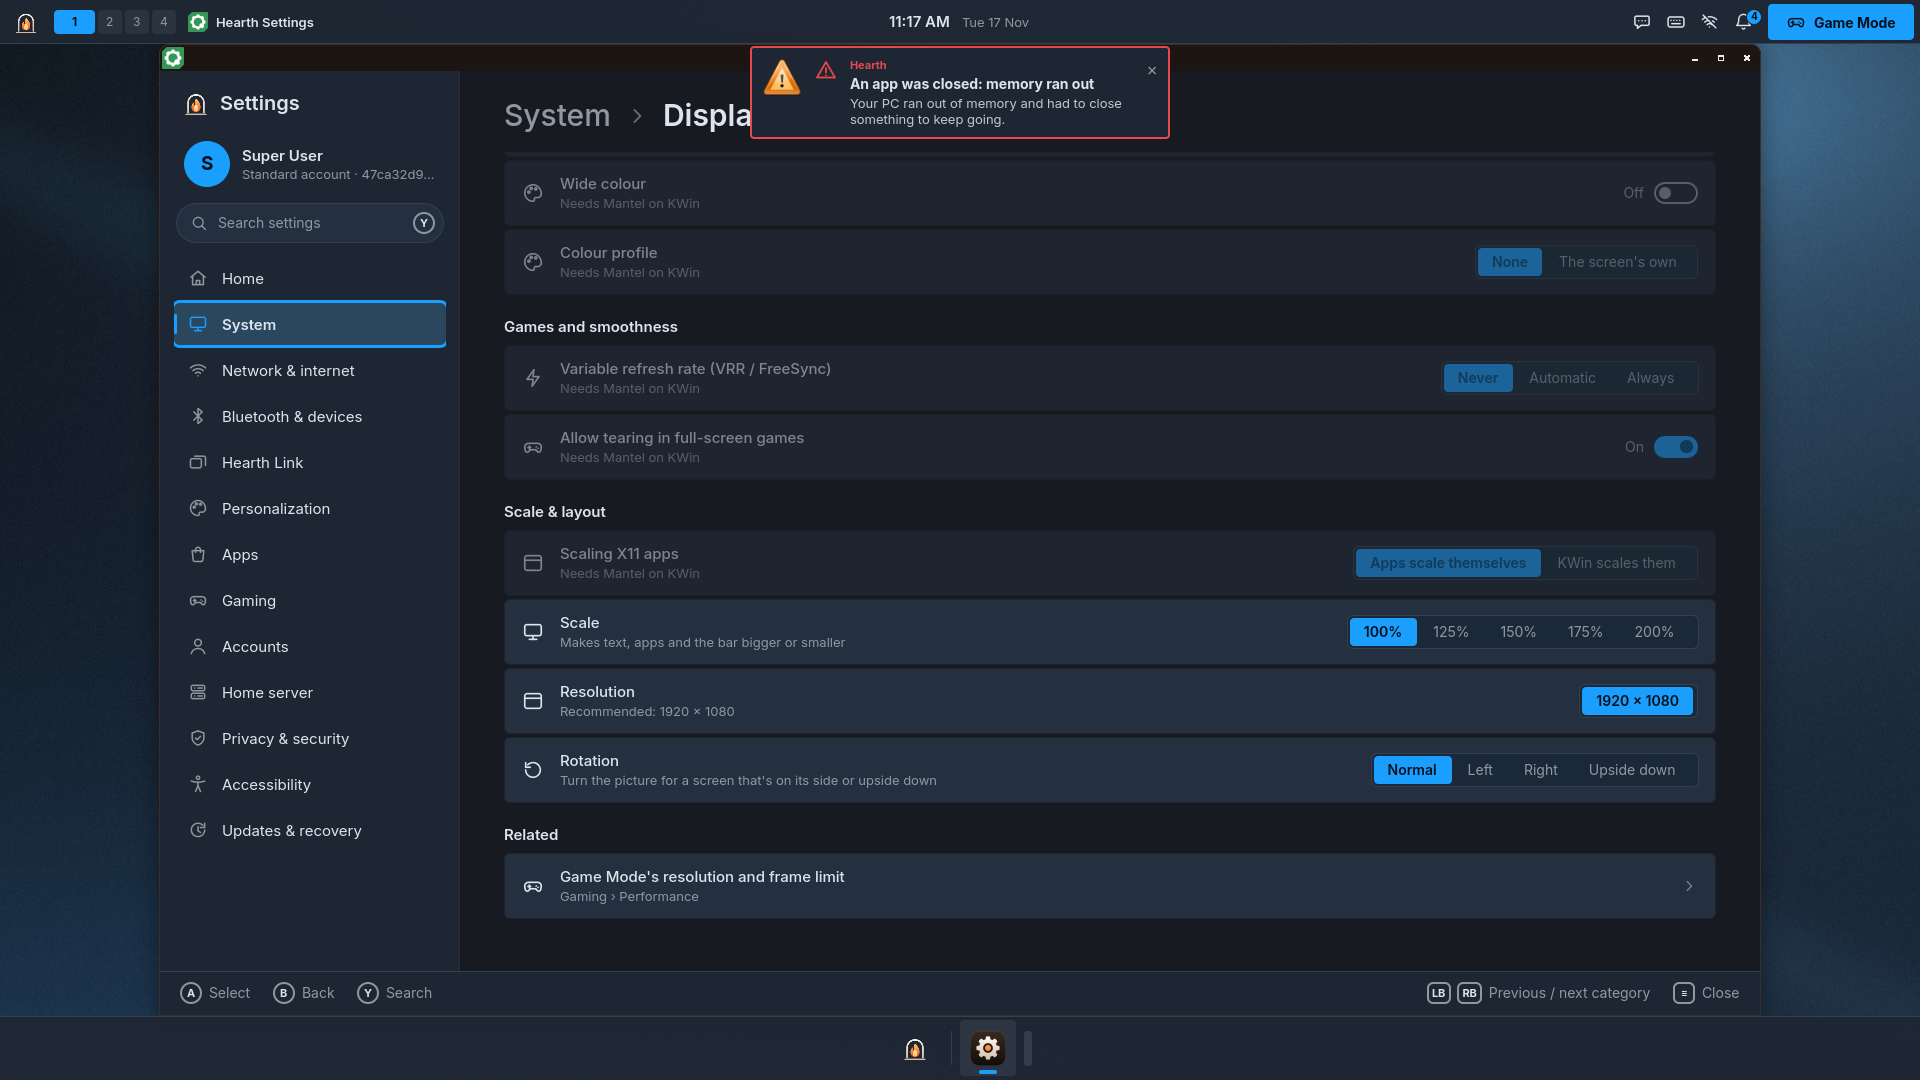 1 2 3 4 Hearth Settings
11:17 AM Tue 17 Nov
4
Game Mode
Hearth
An app was closed: memory ran out
Your PC ran out of memory and had to close
something to keep going.
Settings
S
Super User
Standard account · 47ca32d9...
Search settings Y
Home
System
Network & internet
Bluetooth & devices
Hearth Link
Personalization
Apps
Gaming
Accounts
Home server
Privacy & security
Accessibility
Updates & recovery
System > Displa
Wide colour
Needs Mantel on KWin
Off
Colour profile
Needs Mantel on KWin
None The screen's own
Games and smoothness
Variable refresh rate (VRR / FreeSync)
Needs Mantel on KWin
Never Automatic Always
Allow tearing in full-screen games
Needs Mantel on KWin
On
Scale & layout
Scaling X11 apps
Needs Mantel on KWin
Apps scale themselves KWin scales them
Scale
Makes text, apps and the bar bigger or smaller
100% 125% 150% 175% 200%
Resolution
Recommended: 1920 × 1080
1920 × 1080
Rotation
Turn the picture for a screen that's on its side or upside down
Normal Left Right Upside down
Related
Game Mode's resolution and frame limit
Gaming › Performance
A Select B Back Y Search
LB RB Previous / next category Close